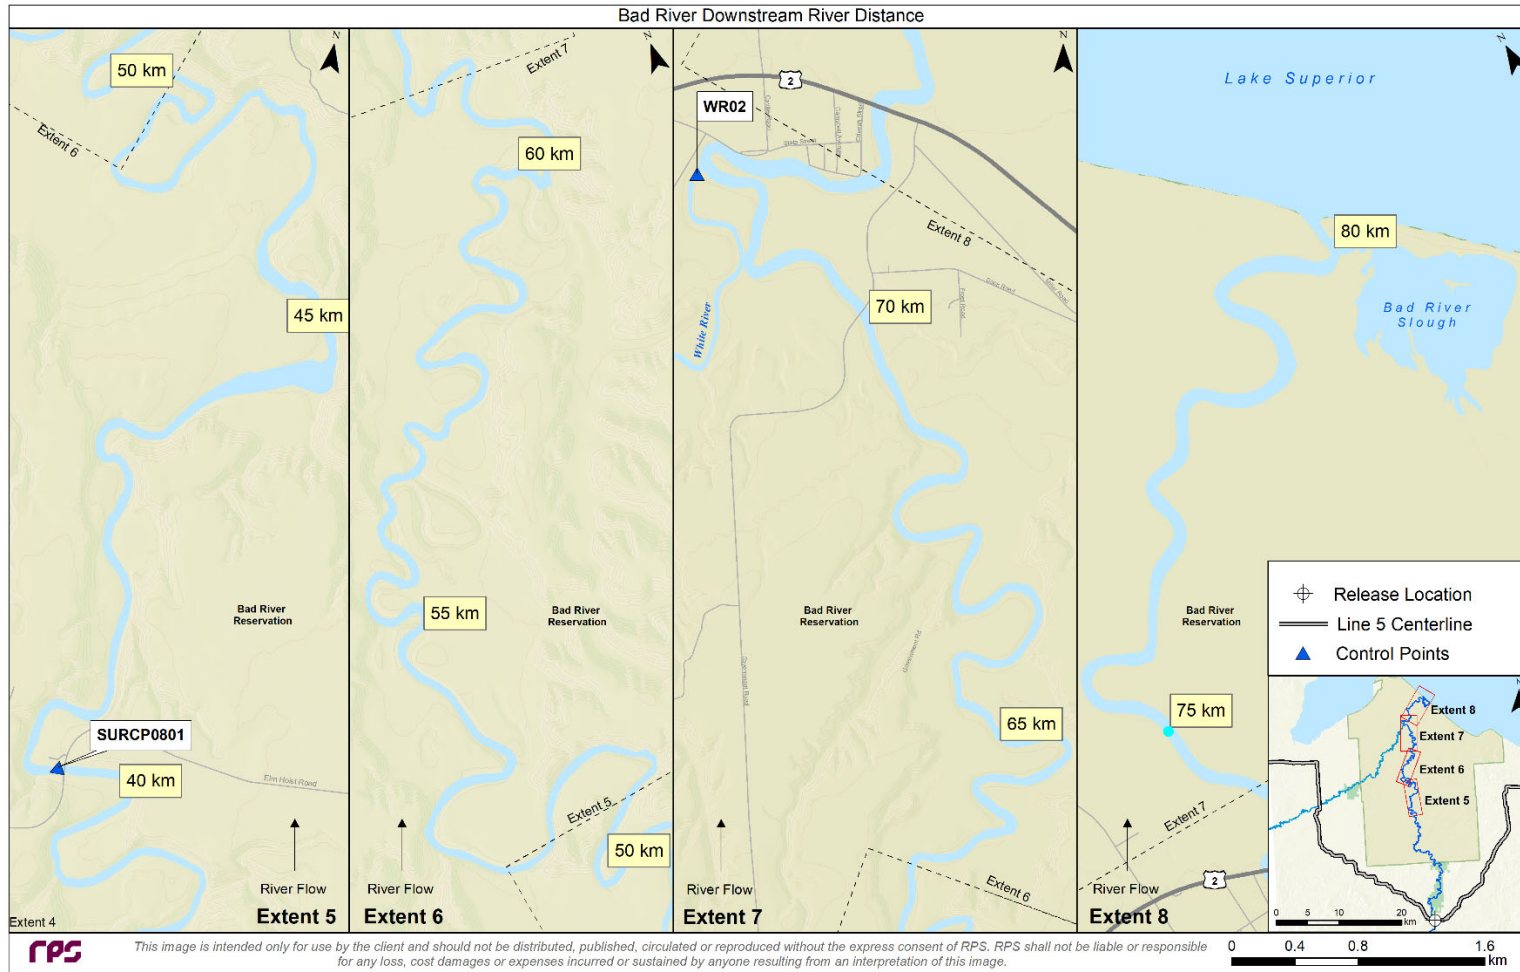 Bad River Downstream River Distance
50 km
Extent 6
45 km
Bad River
Reservation
SURCP0801
40 km
Elm Hoist Road
River Flow
Extent 4
Extent 5
N
Extent 7
60 km
55 km
Bad River
Reservation
Extent 5
50 km
River Flow
Extent 6
N
2
WR02
State Road
Extent 8
70 km
White River
State Road
Bad River
Reservation
Government Rd
65 km
River Flow
Extent 6
Extent 7
N
Lake Superior
80 km
Bad River
Slough
Bad River
Reservation
75 km
Extent 7
2
River Flow
Extent 8
N
Release Location
Line 5 Centerline
Control Points
Extent 8
Extent 7
Extent 6
Extent 5
N
0 5 10 20
km
rps
This image is intended only for use by the client and should not be distributed, published, circulated or reproduced without the express consent of RPS. RPS shall not be liable or responsible
for any loss, cost damages or expenses incurred or sustained by anyone resulting from an interpretation of this image.
0 0.4 0.8 1.6
km